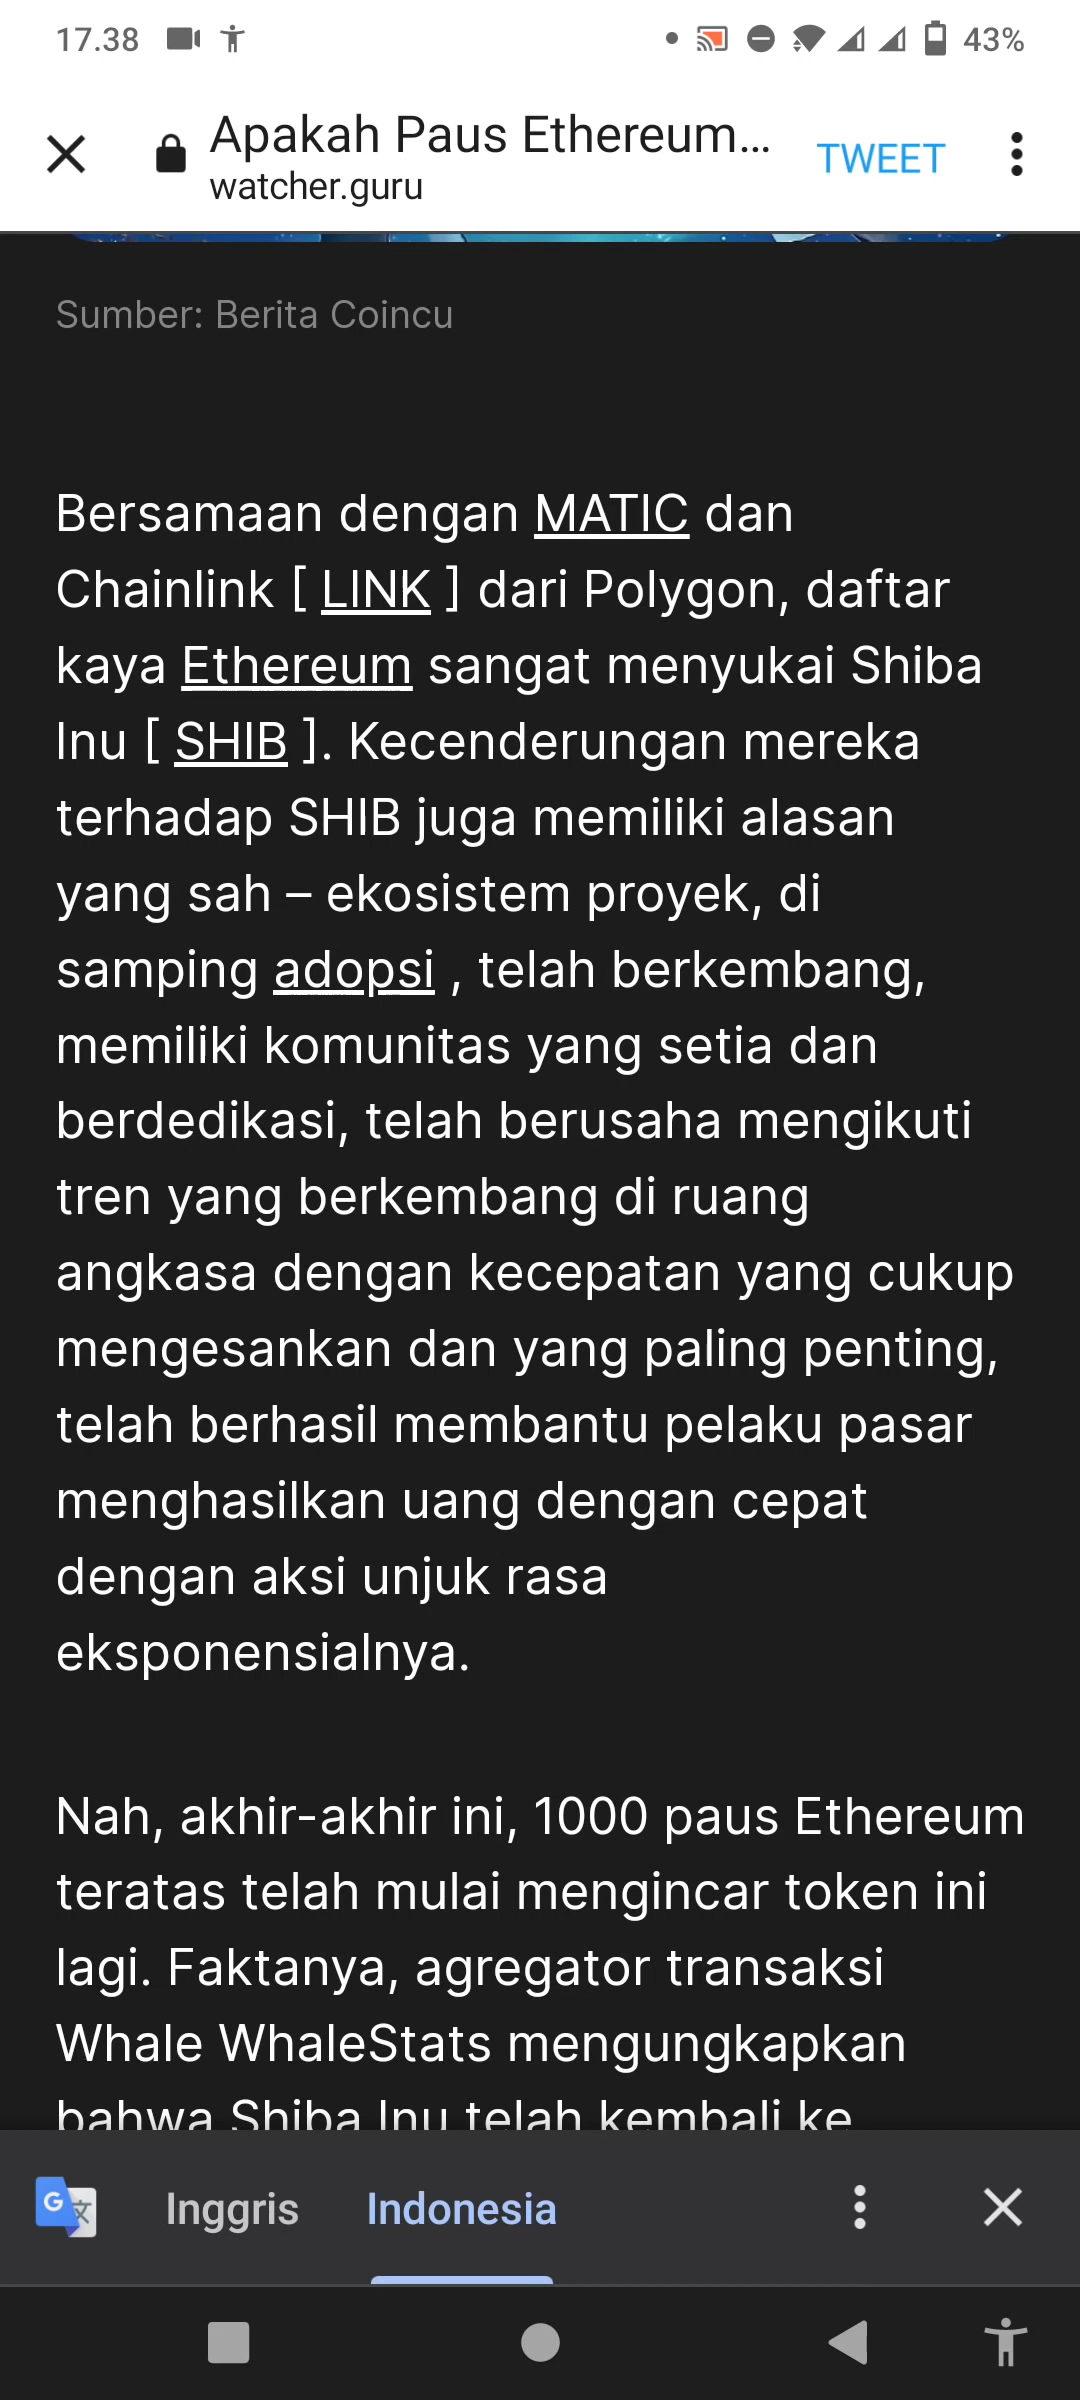 17.38
43%
Apakah Paus Ethereum...
watcher.guru
TWEET
Sumber: Berita Coincu
Bersamaan dengan MATIC dan
Chainlink [ LINK ] dari Polygon, daftar
kaya Ethereum sangat menyukai Shiba
Inu [ SHIB ]. Kecenderungan mereka
terhadap SHIB juga memiliki alasan
yang sah – ekosistem proyek, di
samping adopsi , telah berkembang,
memiliki komunitas yang setia dan
berdedikasi, telah berusaha mengikuti
tren yang berkembang di ruang
angkasa dengan kecepatan yang cukup
mengesankan dan yang paling penting,
telah berhasil membantu pelaku pasar
menghasilkan uang dengan cepat
dengan aksi unjuk rasa
eksponensialnya.
Nah, akhir-akhir ini, 1000 paus Ethereum
teratas telah mulai mengincar token ini
lagi. Faktanya, agregator transaksi
Whale WhaleStats mengungkapkan
bahwa Shiba Inu telah kembali ke
G 文
Inggris
Indonesia